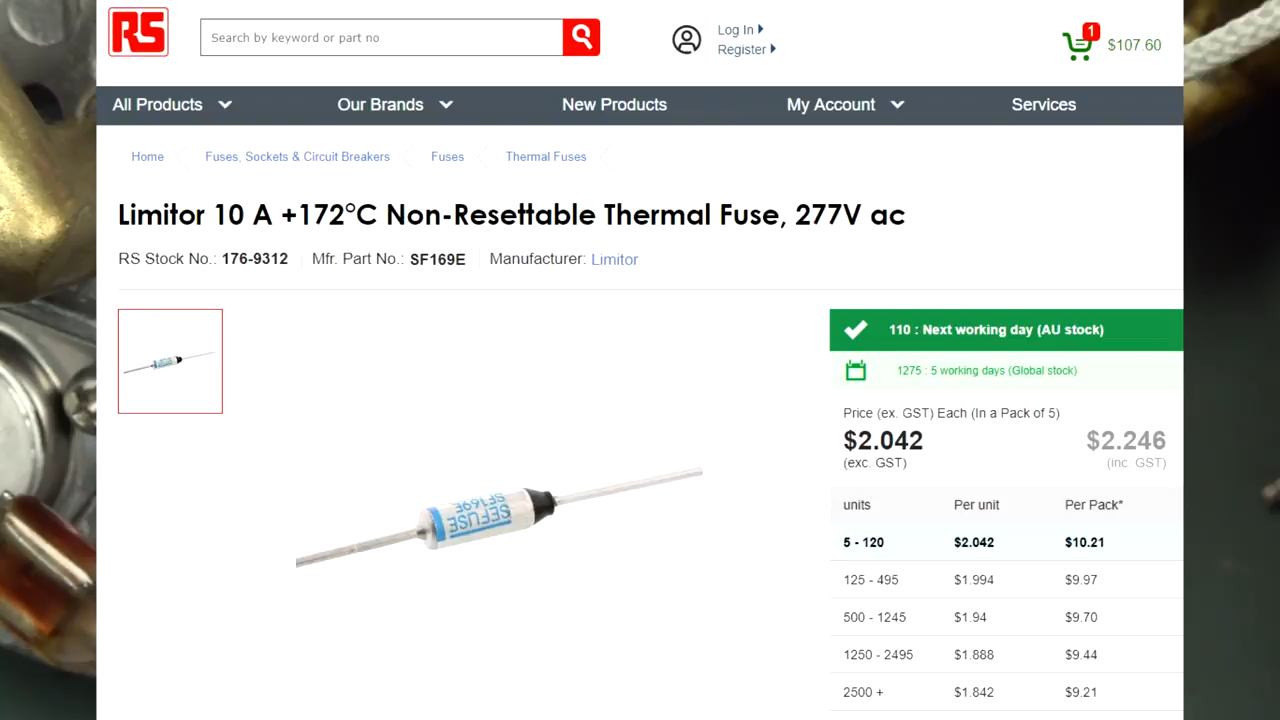 RS
Search by keyword or part no
Log In
Register
1
$107.60
All Products
Our Brands
New Products
My Account
Services
Home
Fuses, Sockets & Circuit Breakers
Fuses
Thermal Fuses
Limitor 10 A +172°C Non-Resettable Thermal Fuse, 277V ac
RS Stock No.: 176-9312
Mfr. Part No.: SF169E
Manufacturer: Limitor
SF169E
SEFUSE
110 : Next working day (AU stock)
1275 : 5 working days (Global stock)
Price (ex. GST) Each (In a Pack of 5)
$2.042
$2.246
(exc. GST)
(inc. GST)
units Per unit Per Pack*
5 - 120 $2.042 $10.21
125 - 495 $1.994 $9.97
500 - 1245 $1.94 $9.70
1250 - 2495 $1.888 $9.44
2500 + $1.842 $9.21